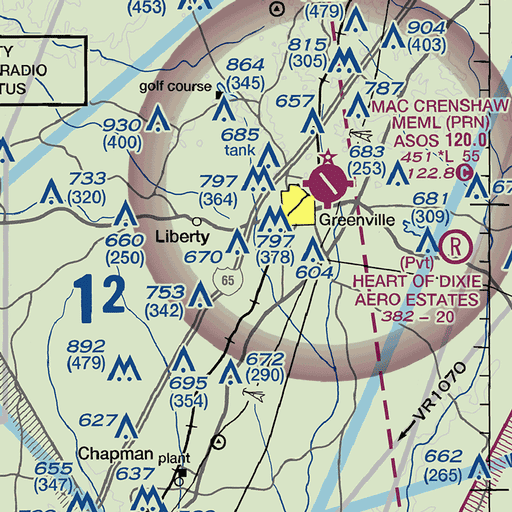 (453)
(479)
904
(403)
815
(305)
TY
RADIO
TUS
864
(345)
golf course
787
657
MAC CRENSHAW
MEML (PRN)
ASOS 120.0
451 *L 55
122.8 C
930
(400)
685
tank
683
(253)
733
(320)
797
(364)
681
(309)
67
660
(250)
Liberty
Greenville
670
797
(378)
604
R
(Pvt)
HEART OF DIXIE
AERO ESTATES
382 - 20
65
12
753
(342)
892
(479)
695
(354)
672
(290)
VR1070
627
Chapman
plant
655
(347)
637
662
(265)